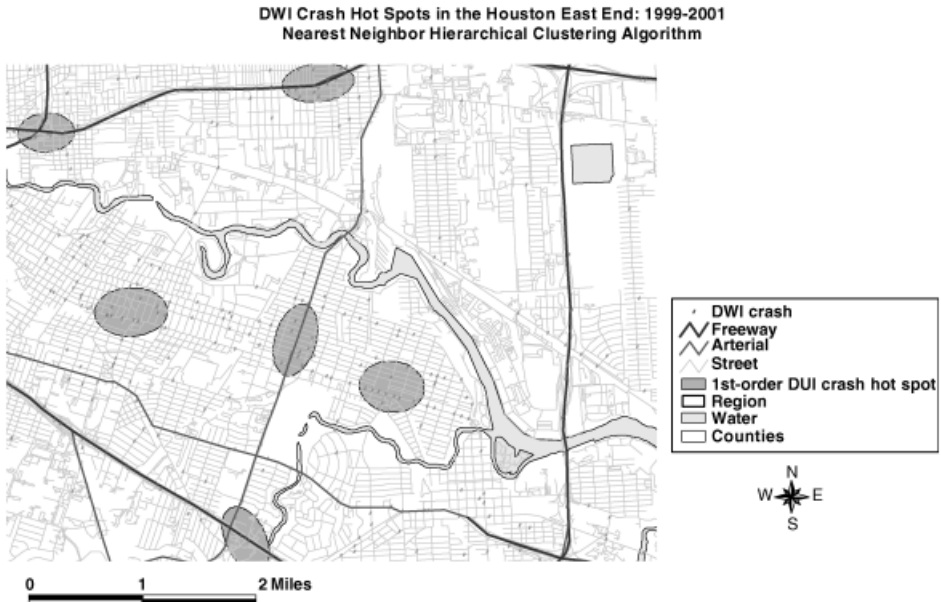 DWI Crash Hot Spots in the Houston East End: 1999-2001
Nearest Neighbor Hierarchical Clustering Algorithm
DWI crash
Freeway
Arterial
Street
1st-order DUI crash hot spot
Region
Water
Counties
N
W E
S
0 1 2 Miles